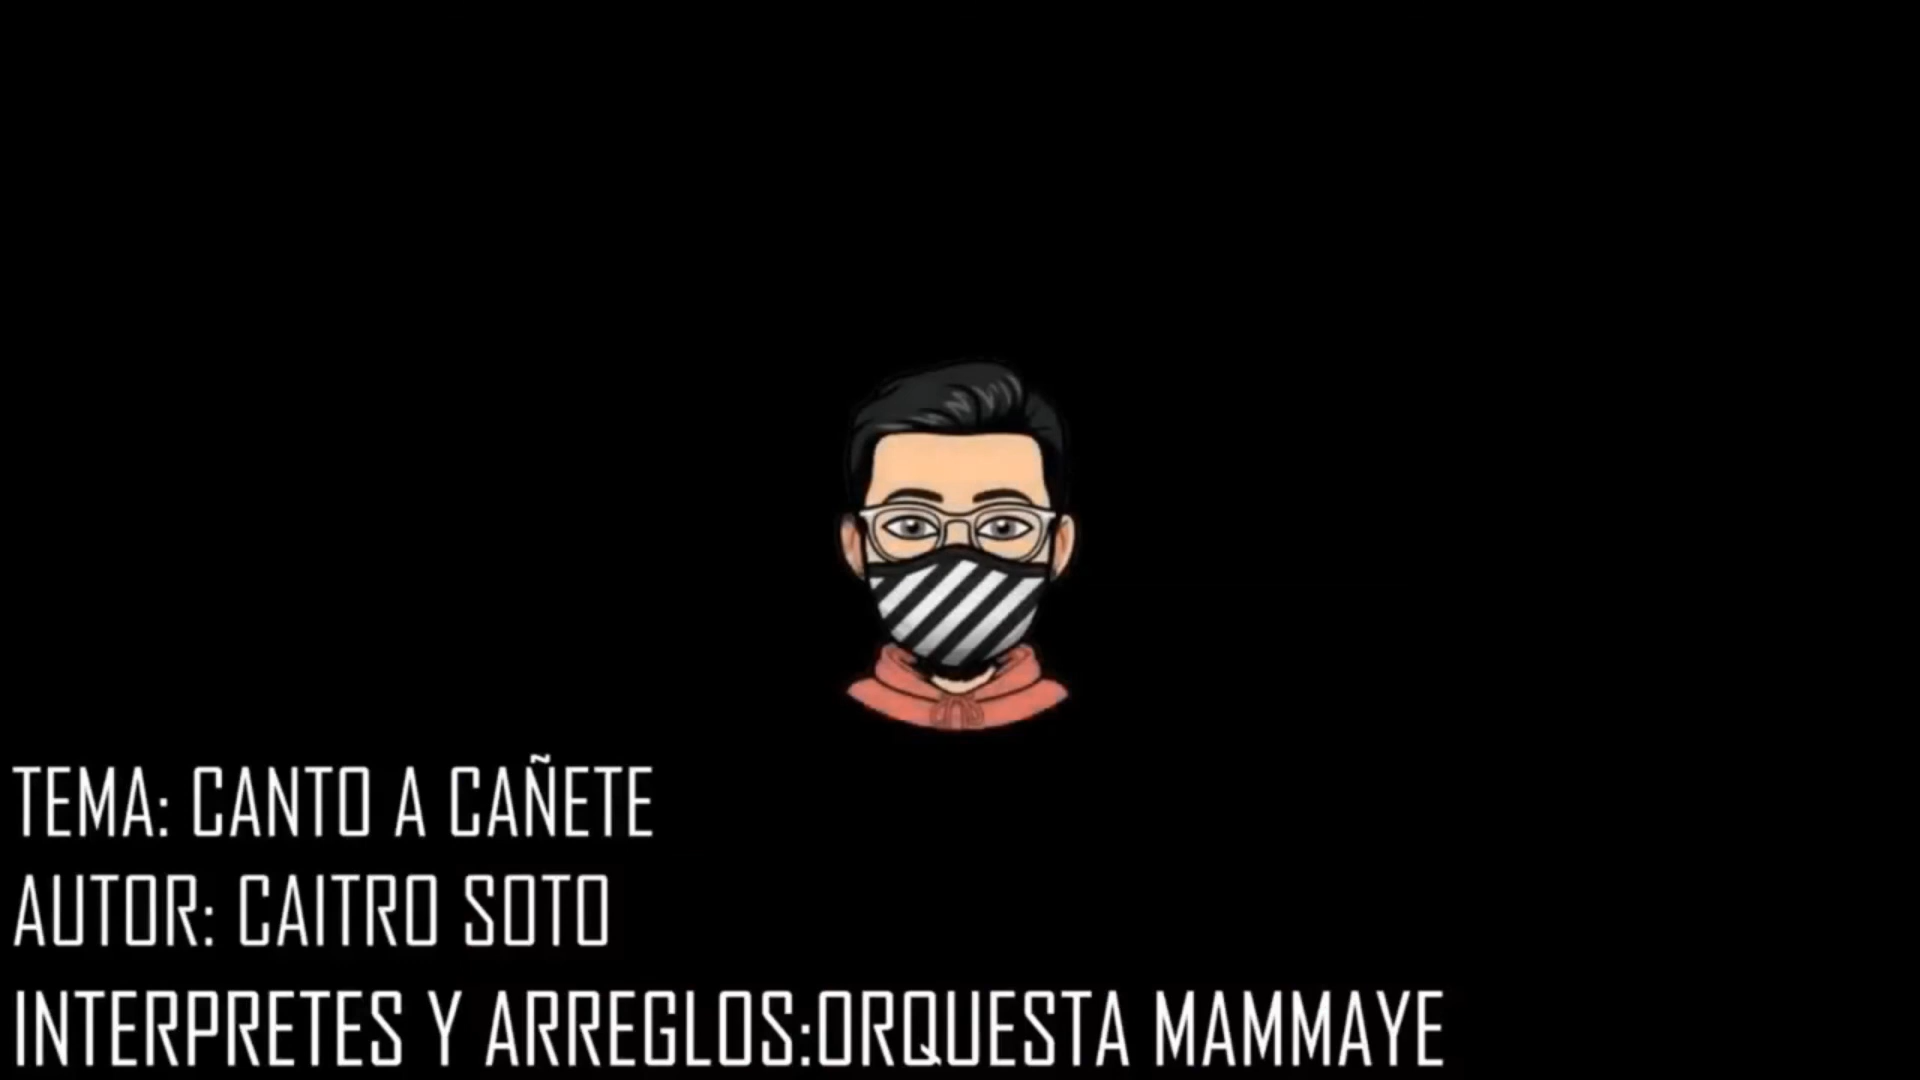 TEMA: CANTO A CAÑETE
AUTOR: CAITRO SOTO
INTERPRETES Y ARREGLOS:ORQUESTA MAMMAYE